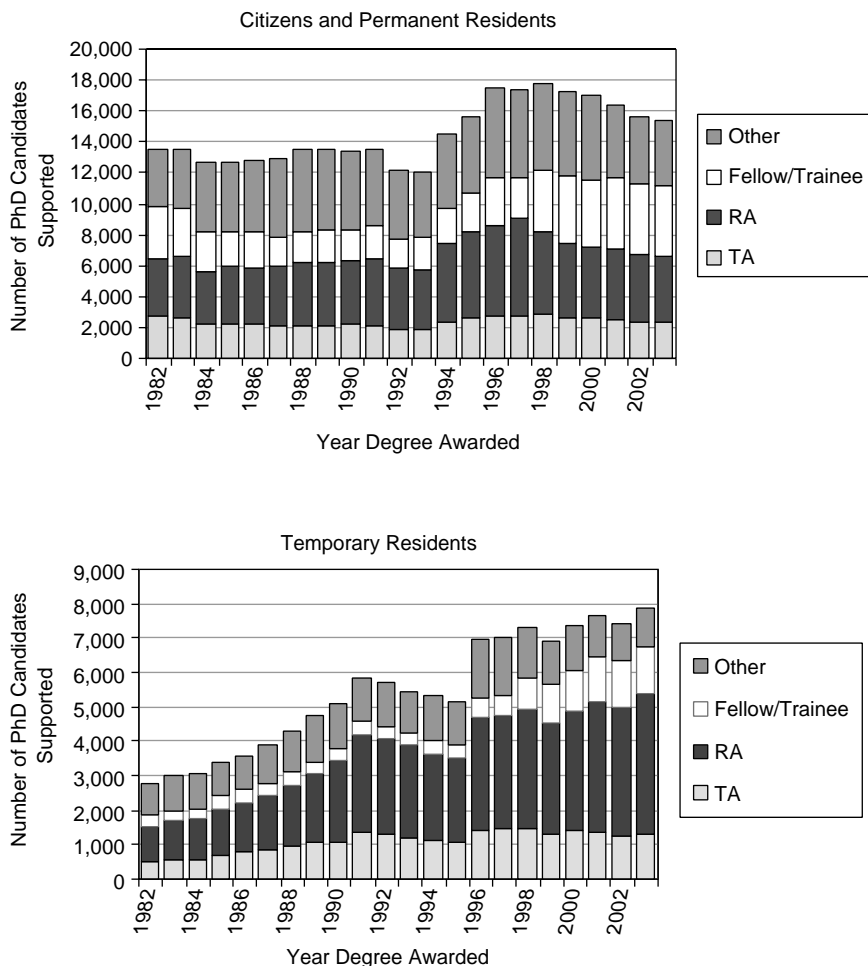 Citizens and Permanent Residents
20,000
18,000
16,000
14,000
12,000
10,000
8,000
6,000
4,000
2,000
0
Number of PhD Candidates
Supported
1982
1984
1986
1988
1990
1992
1994
1996
1998
2000
2002
Year Degree Awarded
Other
Fellow/Trainee
RA
TA
Temporary Residents
9,000
8,000
7,000
6,000
5,000
4,000
3,000
2,000
1,000
0
Number of PhD Candidates
Supported
1982
1984
1986
1988
1990
1992
1994
1996
1998
2000
2002
Year Degree Awarded
Other
Fellow/Trainee
RA
TA